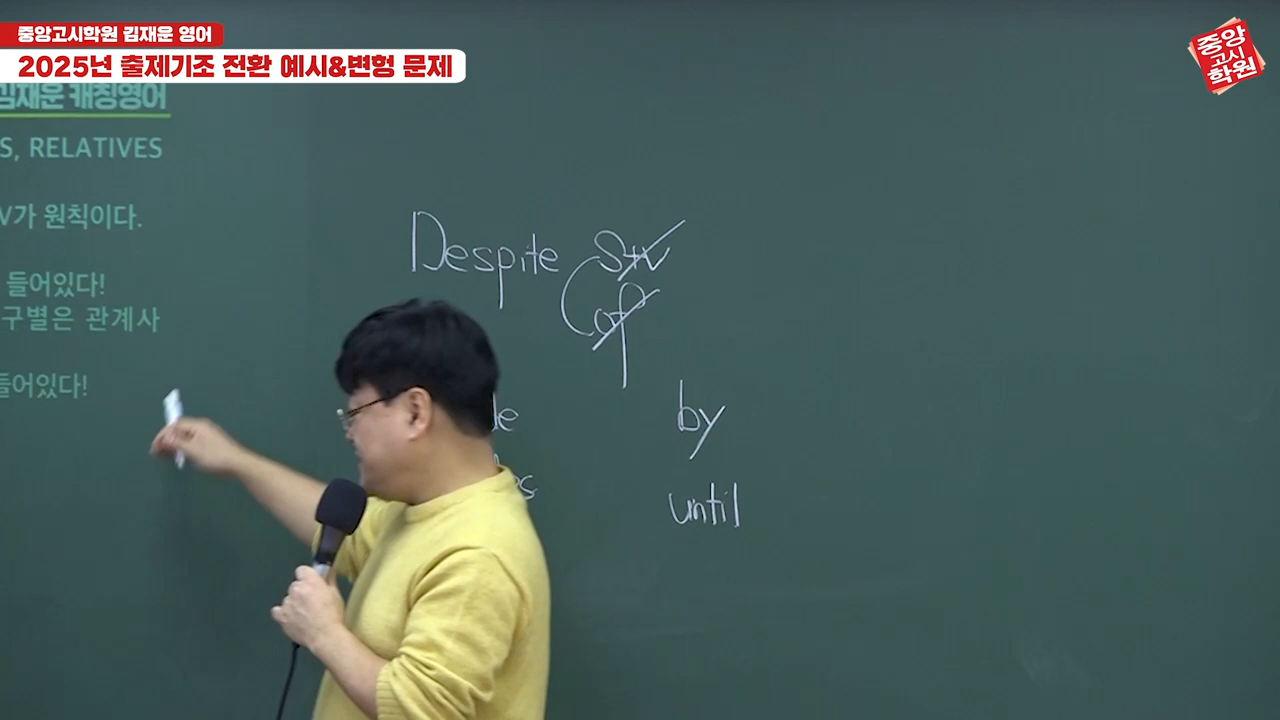 중앙고시학원 김재운 영어
2025년 출제기조 전환 예시&변형 문제
중앙
고시
학원
김재운 캐칭영어
S, RELATIVES
V가 원칙이다.
들어있다!
구별은 관계사
들어있다!
Despite S+V
of
by
until